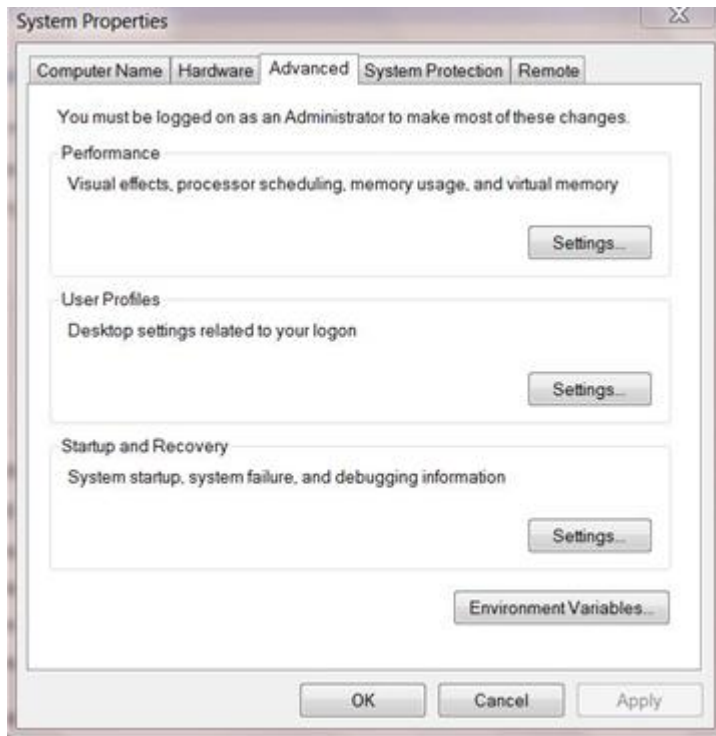 System Properties
Computer Name Hardware Advanced System Protection Remote
You must be logged on as an Administrator to make most of these changes.
Performance
Visual effects, processor scheduling, memory usage, and virtual memory
Settings...
User Profiles
Desktop settings related to your logon
Settings...
Startup and Recovery
System startup, system failure, and debugging information
Settings...
Environment Variables...
OK Cancel Apply